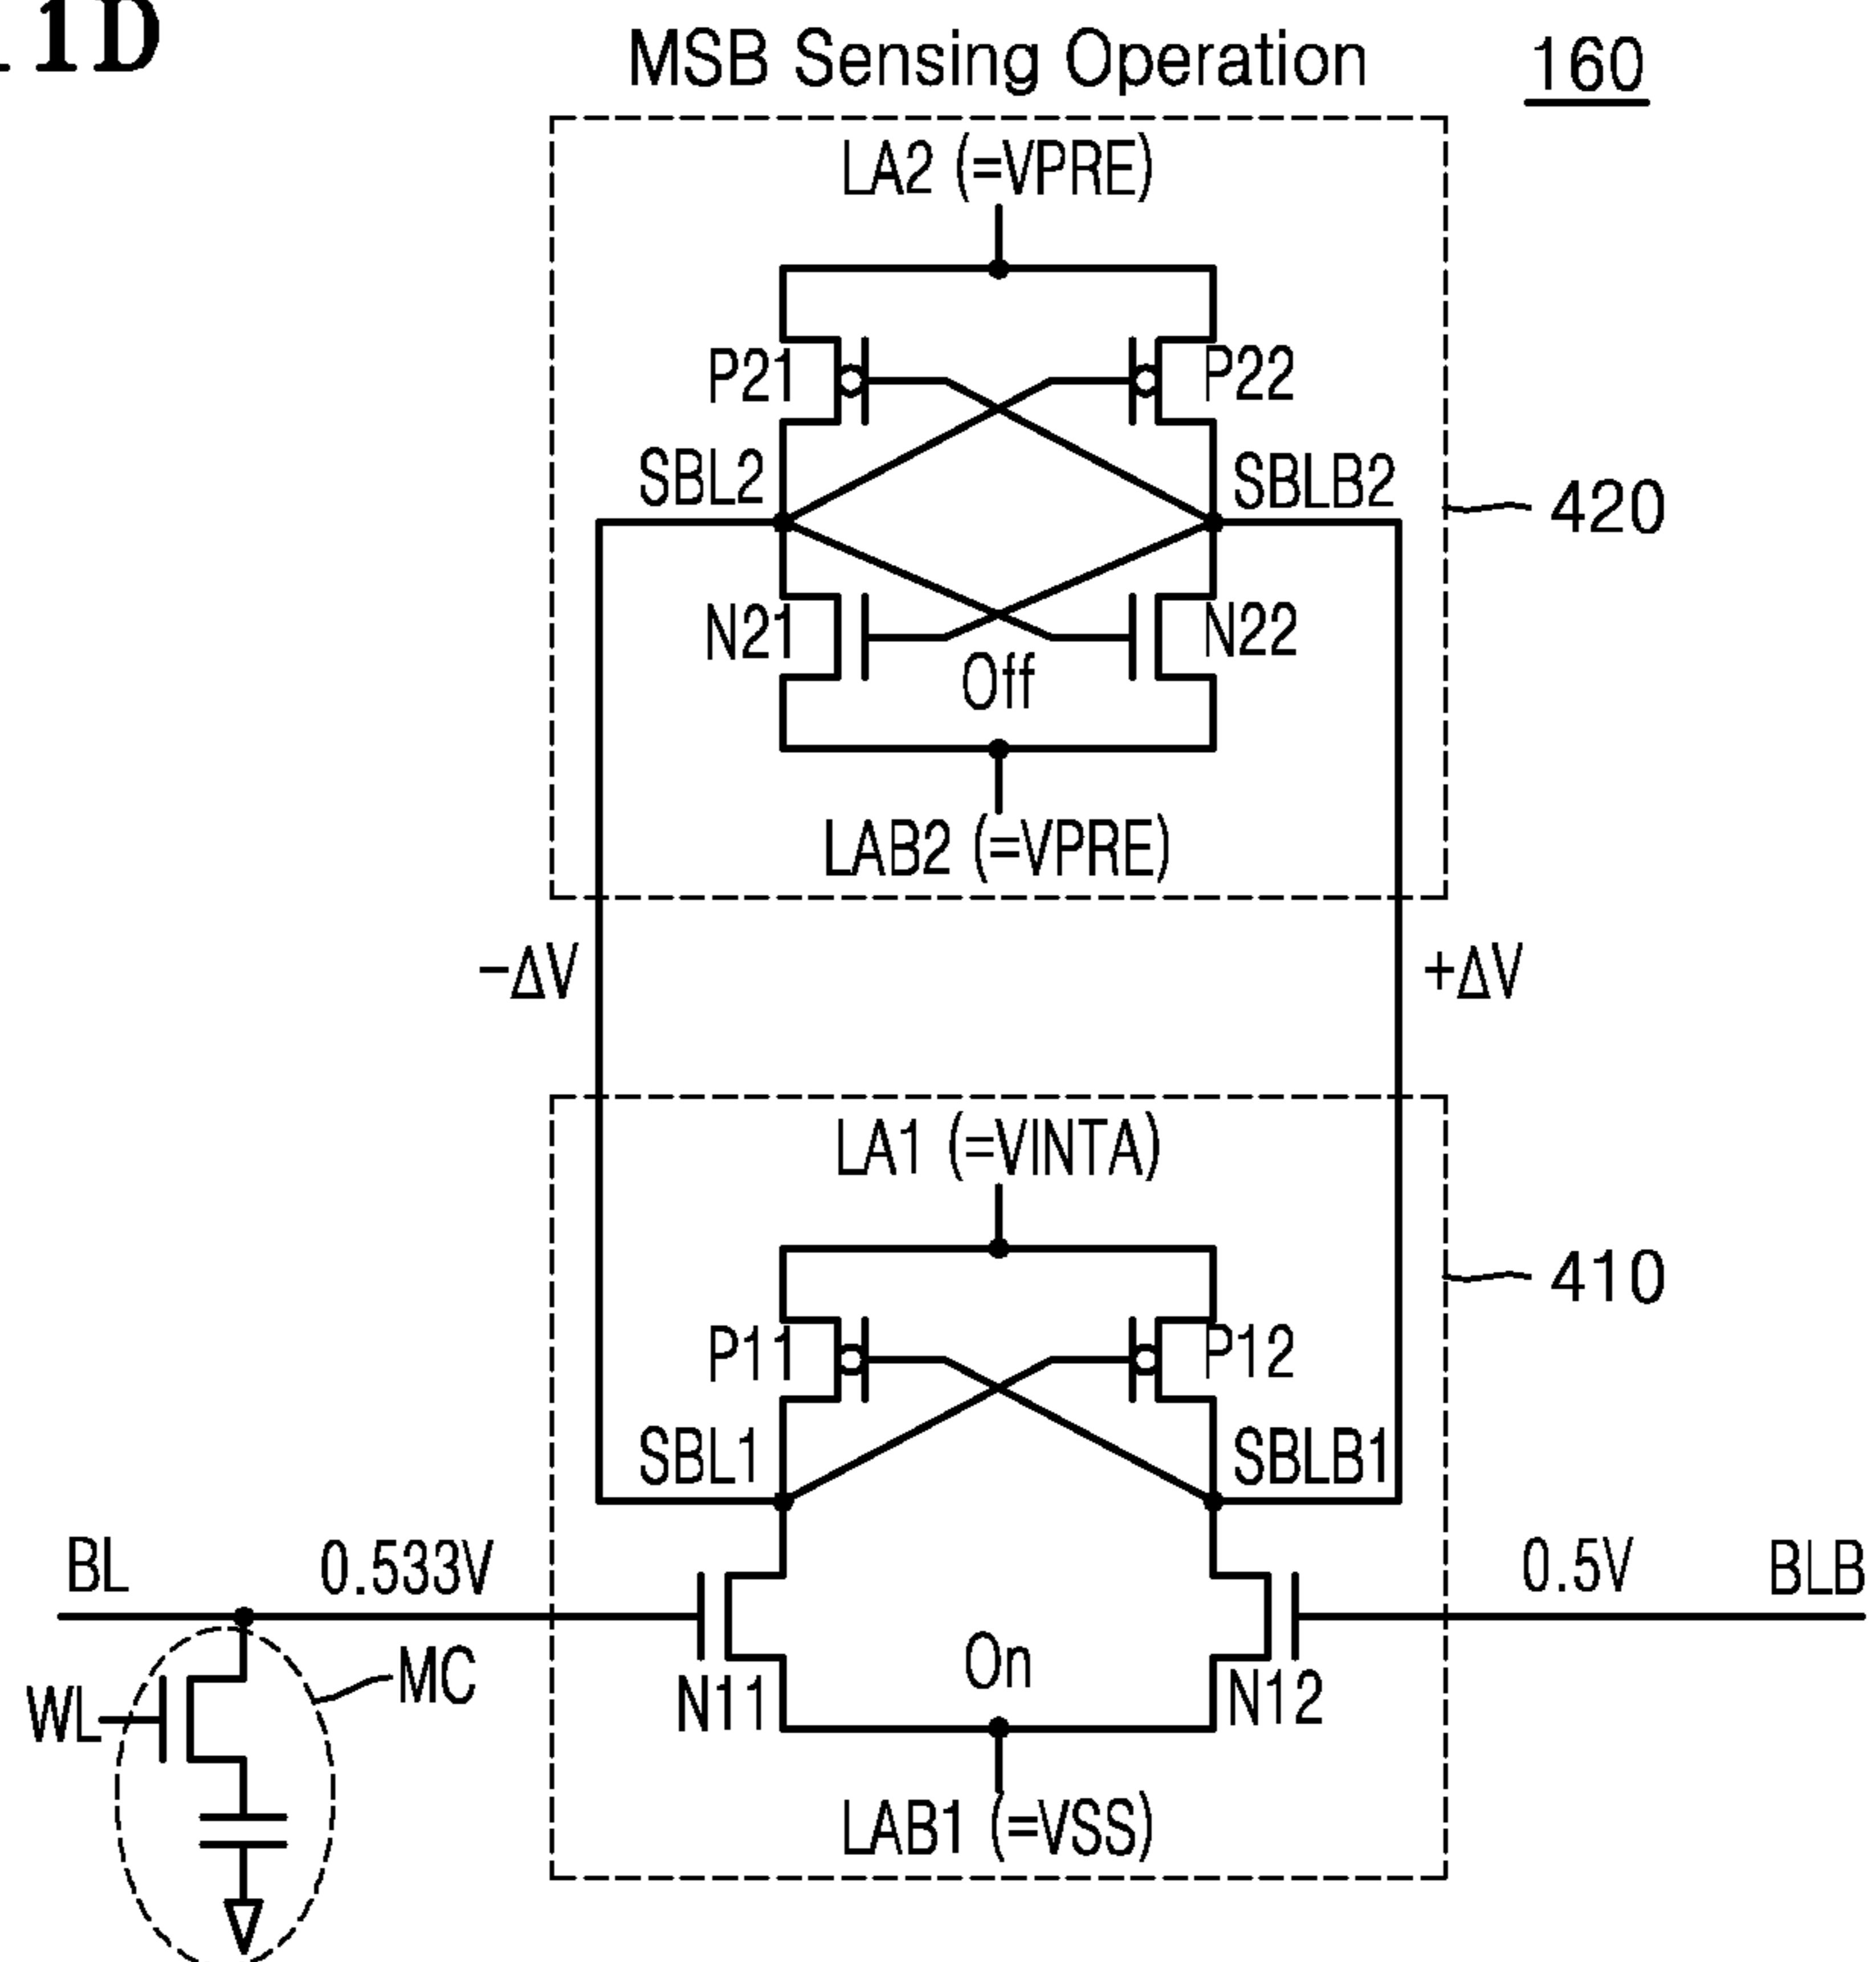 1D
MSB Sensing Operation
160
LA2 (=VPRE)
P21
P22
SBL2
SBLB2
420
N21
N22
Off
LAB2 (=VPRE)
-ΔV
+ΔV
LA1 (=VINTA)
410
P11
P12
SBL1
SBLB1
BL
0.533V
0.5V
BLB
On
MC
WL
N11
N12
LAB1 (=VSS)